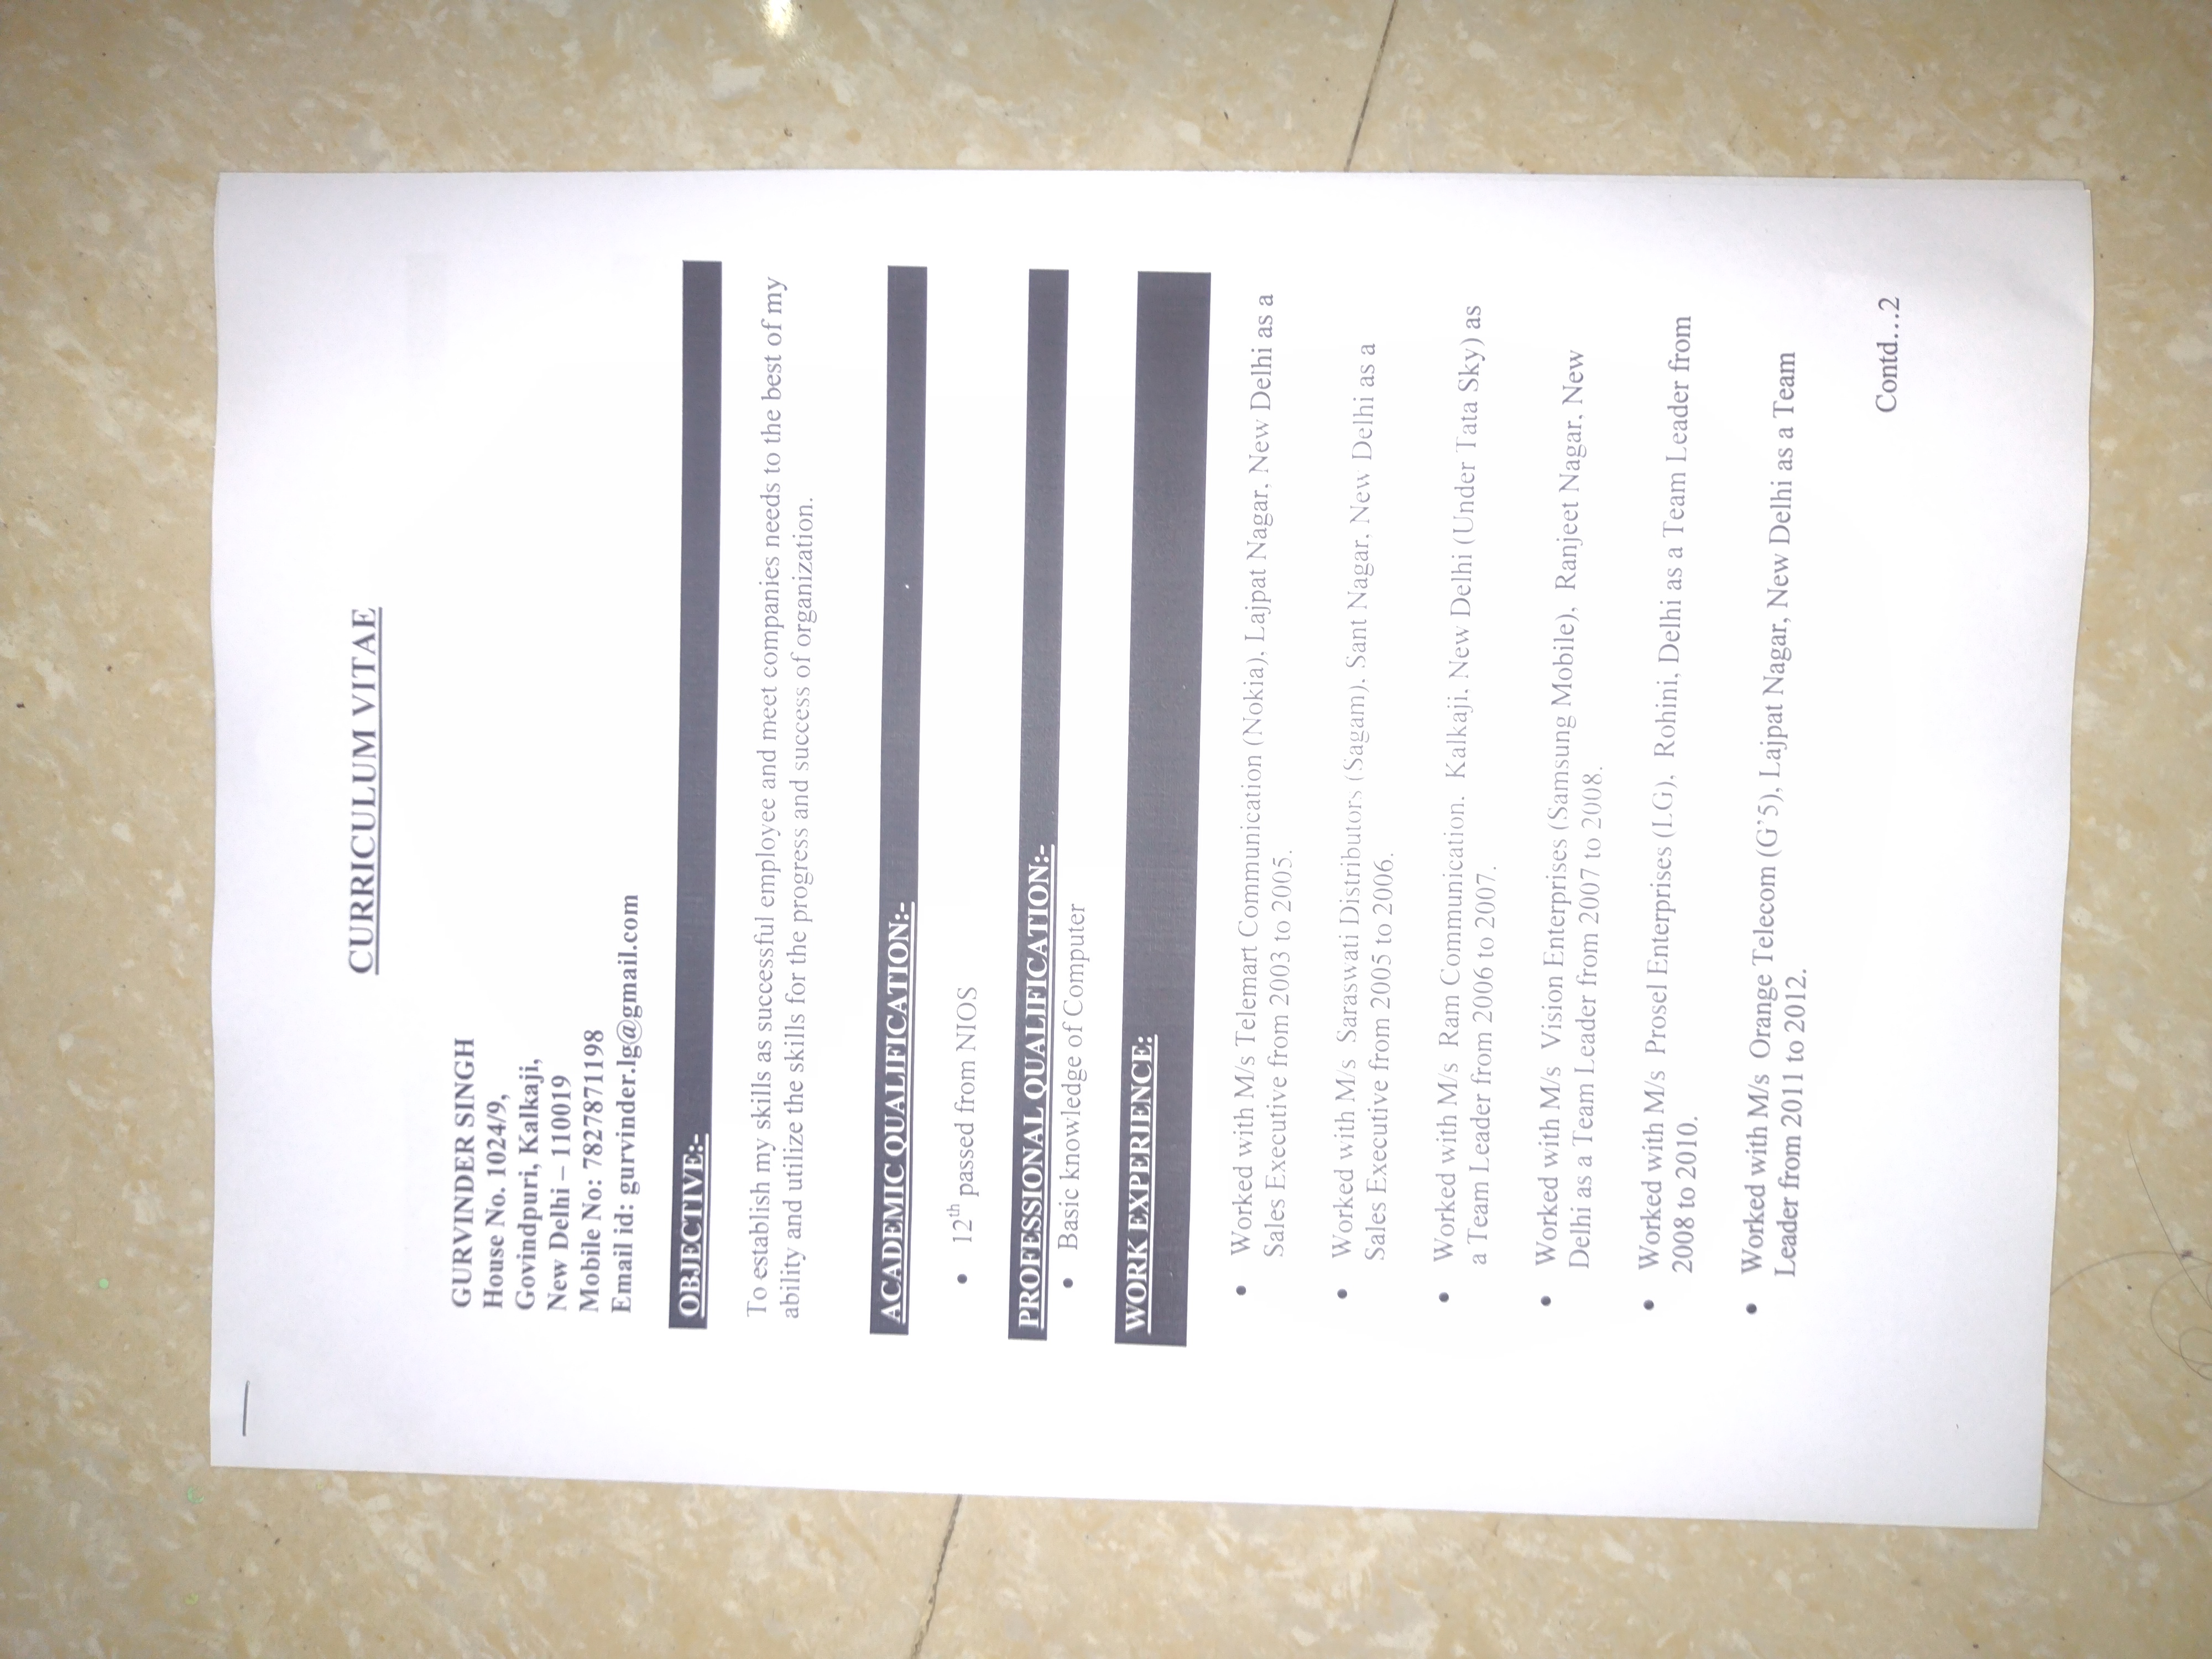 CURRICULUM VITAE
GURVINDER SINGH
House No. 1024/9,
Govindpuri, Kalkaji,
New Delhi – 110019
Mobile No: 7827871198
Email id: gurvinder.lg@gmail.com
OBJECTIVE:-
To establish my skills as successful employee and meet companies needs to the best of my
ability and utilize the skills for the progress and success of organization.
ACADEMIC QUALIFICATION:-
• 12th passed from NIOS
PROFESSIONAL QUALIFICATION:-
• Basic knowledge of Computer
WORK EXPERIENCE:
• Worked with M/s Telemart Communication (Nokia), Lajpat Nagar, New Delhi as a
Sales Executive from 2003 to 2005.
• Worked with M/s Saraswati Distributors (Sagam), Sant Nagar, New Delhi as a
Sales Executive from 2005 to 2006.
• Worked with M/s Ram Communication. Kalkaji, New Delhi (Under Tata Sky) as
a Team Leader from 2006 to 2007.
• Worked with M/s Vision Enterprises (Samsung Mobile), Ranjeet Nagar, New
Delhi as a Team Leader from 2007 to 2008.
• Worked with M/s Prosel Enterprises (LG), Rohini, Delhi as a Team Leader from
2008 to 2010.
• Worked with M/s Orange Telecom (G’5), Lajpat Nagar, New Delhi as a Team
Leader from 2011 to 2012.
Contd...2